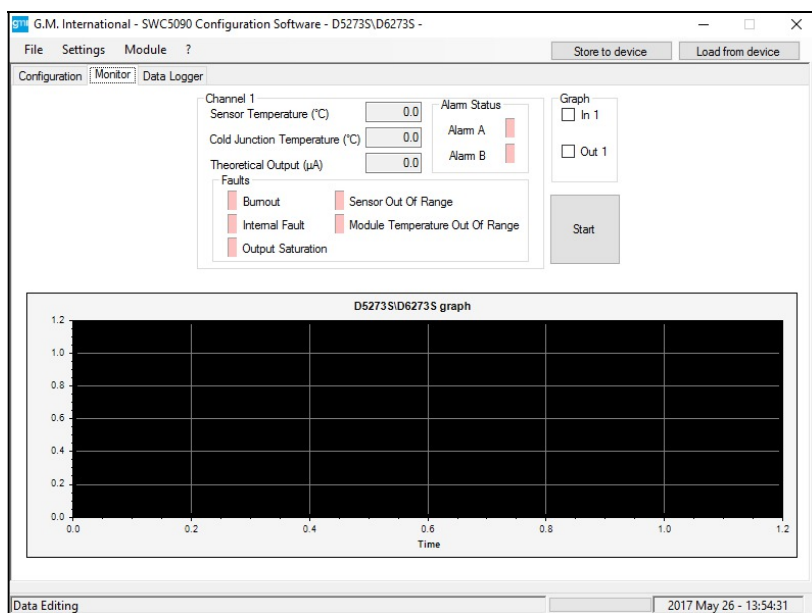 gmi G.M. International - SWC5090 Configuration Software - D5273S\D6273S -
File Settings Module ? Store to device Load from device
Configuration Monitor Data Logger
Channel 1
Sensor Temperature (°C) 0.0
Cold Junction Temperature (°C) 0.0
Theoretical Output (µA) 0.0
Alarm Status
Alarm A
Alarm B
Graph
In 1
Out 1
Faults
Burnout Sensor Out Of Range
Internal Fault Module Temperature Out Of Range
Output Saturation
Start
D5273S\D6273S graph
1.2
1.0
0.8
0.6
0.4
0.2
0.0
0.0 0.2 0.4 0.6 0.8 1.0 1.2
Time
Data Editing 2017 May 26 - 13:54:31